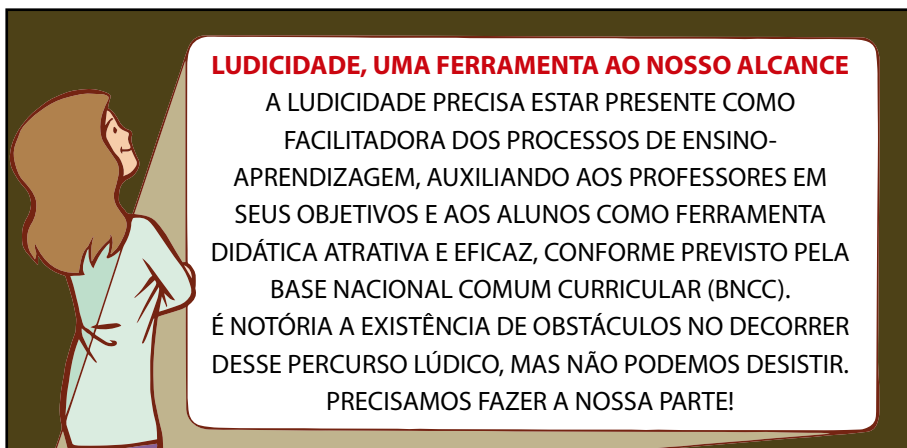 LUDICIDADE, UMA FERRAMENTA AO NOSSO ALCANCE
A LUDICIDADE PRECISA ESTAR PRESENTE COMO
FACILITADORA DOS PROCESSOS DE ENSINO-
APRENDIZAGEM, AUXILIANDO AOS PROFESSORES EM
SEUS OBJETIVOS E AOS ALUNOS COMO FERRAMENTA
DIDÁTICA ATRATIVA E EFICAZ, CONFORME PREVISTO PELA
BASE NACIONAL COMUM CURRICULAR (BNCC).
É NOTÓRIA A EXISTÊNCIA DE OBSTÁCULOS NO DECORRER
DESSE PERCURSO LÚDICO, MAS NÃO PODEMOS DESISTIR.
PRECISAMOS FAZER A NOSSA PARTE!